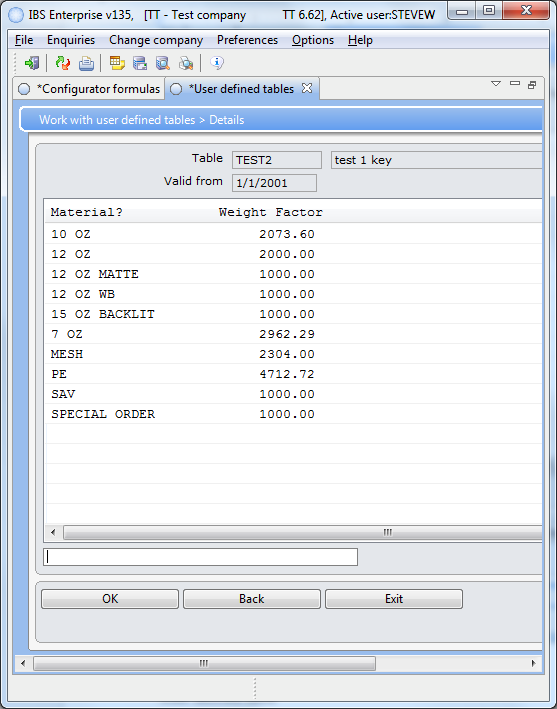 IBS Enterprise v135, [TT - Test company TT 6.62], Active user:STEVEW
File Enquiries Change company Preferences Options Help
*Configurator formulas *User defined tables
Work with user defined tables > Details
Table TEST2 test 1 key
Valid from 1/1/2001
Material? Weight Factor
10 OZ 2073.60
12 OZ 2000.00
12 OZ MATTE 1000.00
12 OZ WB 1000.00
15 OZ BACKLIT 1000.00
7 OZ 2962.29
MESH 2304.00
PE 4712.72
SAV 1000.00
SPECIAL ORDER 1000.00
OK Back Exit